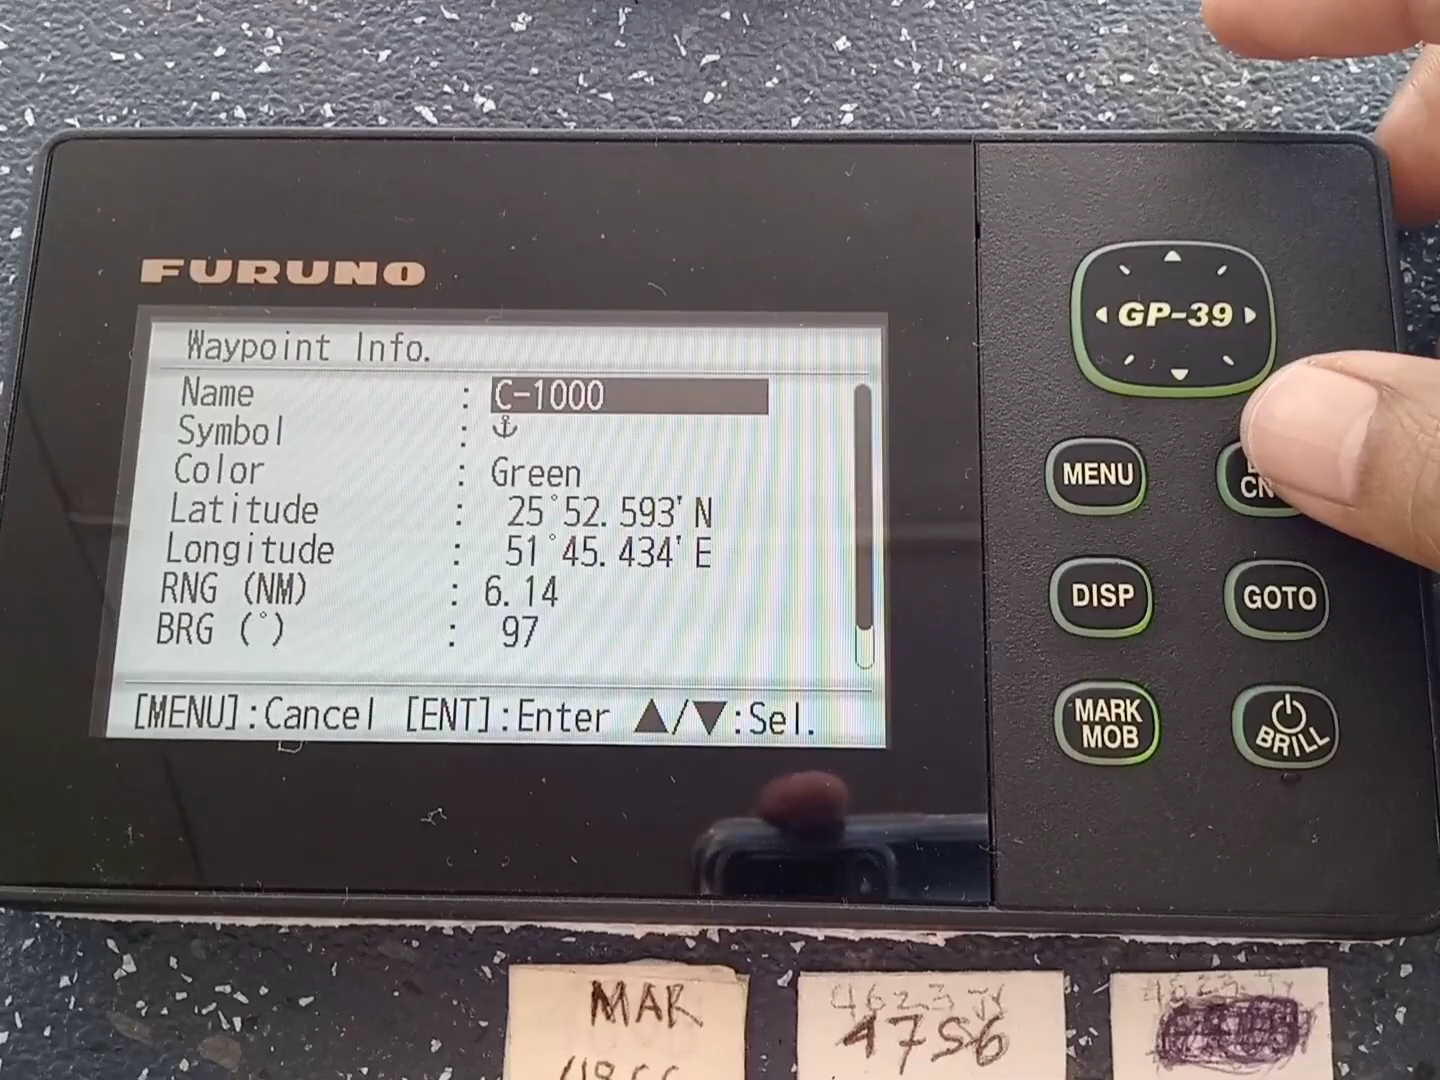 FURUNO
Waypoint Info.
Name : C-1000
Symbol :
Color : Green
Latitude : 25°52.593' N
Longitude : 51°45.434' E
RNG (NM) : 6.14
BRG (°) : 97
[MENU]:Cancel [ENT]:Enter ▲/▼:Sel.
GP-39
MENU
CN
DISP
GOTO
MARK
MOB
BRILL
MAR
4756